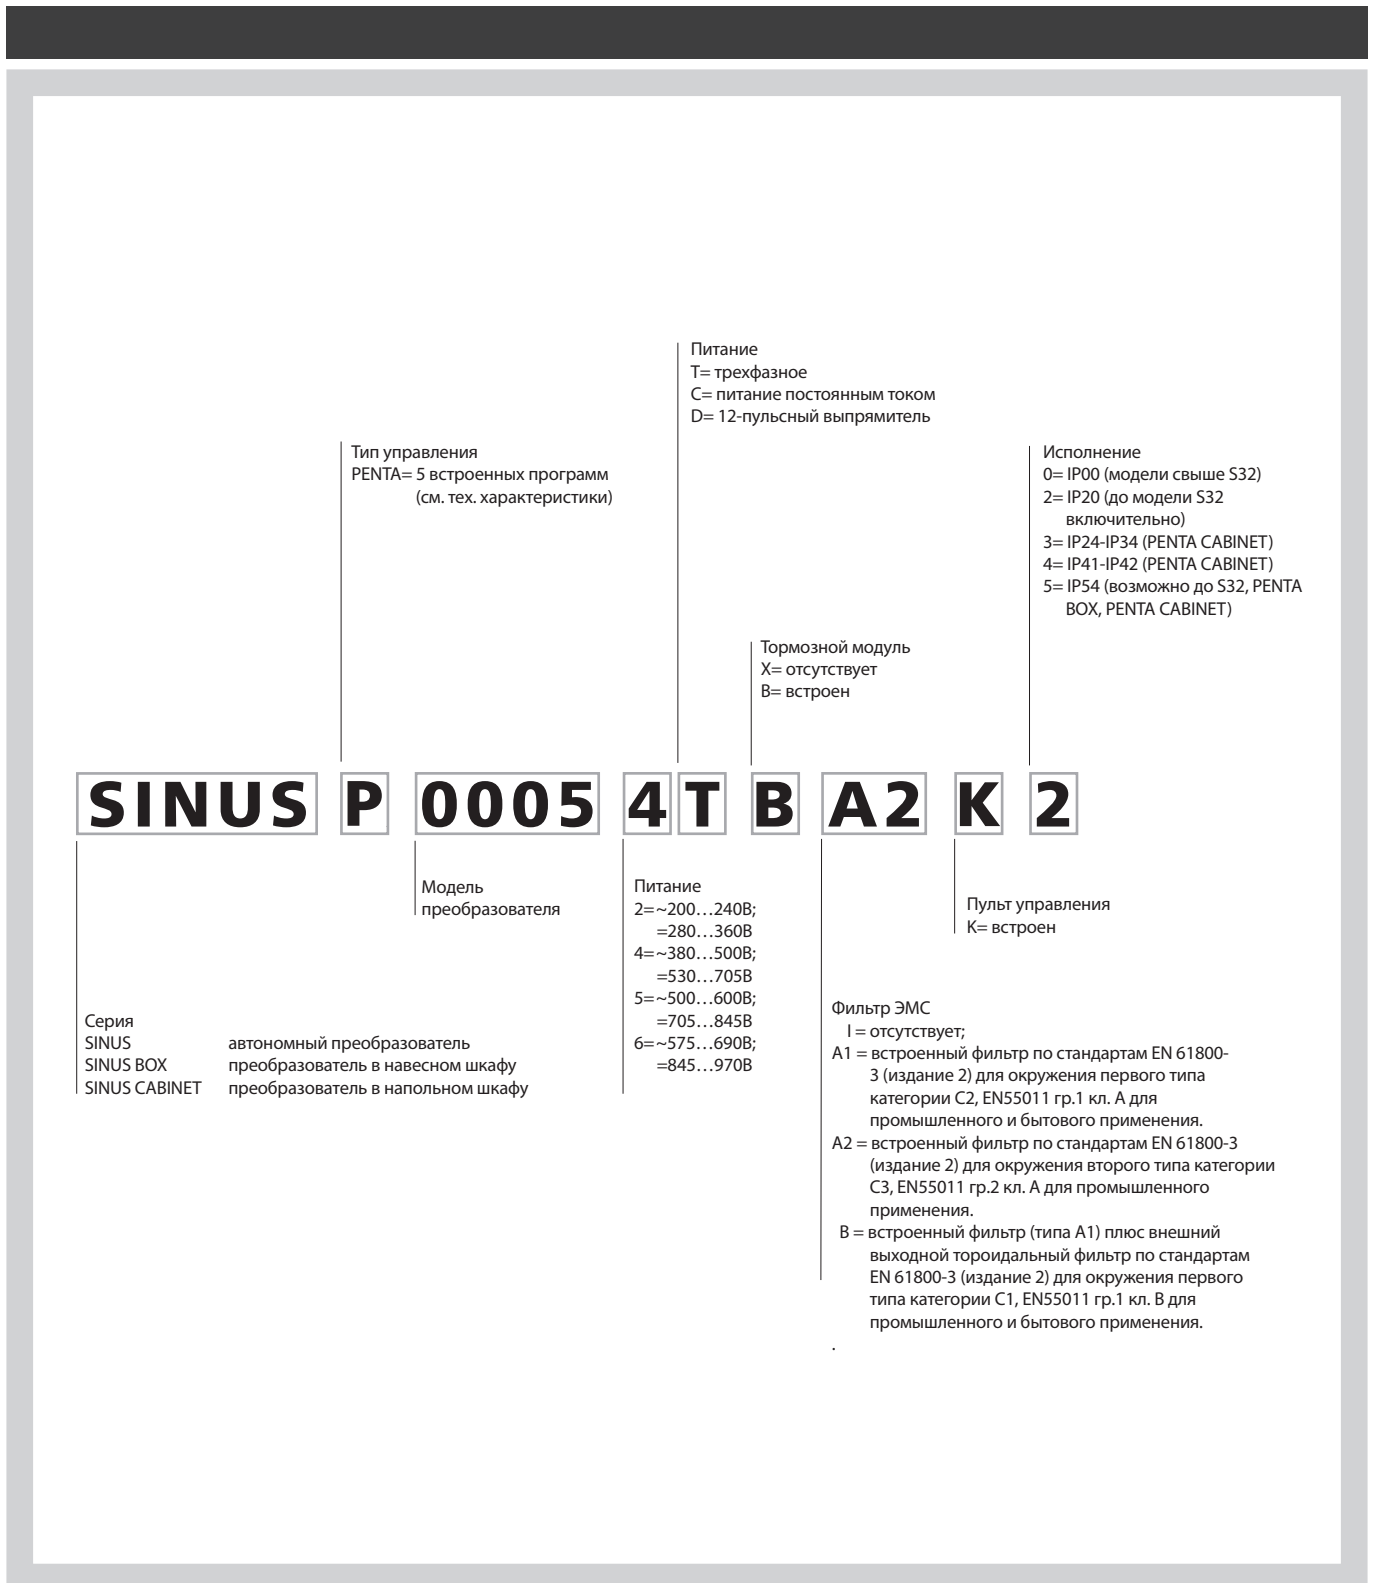 Питание
T= трехфазное
C= питание постоянным током
D= 12-пульсный выпрямитель
Тип управления
PENTA= 5 встроенных программ
(см. тех. характеристики)
Исполнение
0= IP00 (модели свыше S32)
2= IP20 (до модели S32
включительно)
3= IP24-IP34 (PENTA CABINET)
4= IP41-IP42 (PENTA CABINET)
5= IP54 (возможно до S32, PENTA
BOX, PENTA CABINET)
Тормозной модуль
X= отсутствует
B= встроен
SINUS P 0005 4 T B A2 K 2
Модель
преобразователя
Питание
2=~200…240В;
=280…360В
4=~380…500В;
=530…705В
5=~500…600В;
=705…845В
6=~575…690В;
=845…970В
Пульт управления
K= встроен
Серия
SINUS автономный преобразователь
SINUS BOX преобразователь в навесном шкафу
SINUS CABINET преобразователь в напольном шкафу
Фильтр ЭМС
I = отсутствует;
A1 = встроенный фильтр по стандартам EN 61800-
3 (издание 2) для окружения первого типа
категории C2, EN55011 гр.1 кл. A для
промышленного и бытового применения.
A2 = встроенный фильтр по стандартам EN 61800-3
(издание 2) для окружения второго типа категории
C3, EN55011 гр.2 кл. A для промышленного
применения.
B = встроенный фильтр (типа A1) плюс внешний
выходной тороидальный фильтр по стандартам
EN 61800-3 (издание 2) для окружения первого
типа категории C1, EN55011 гр.1 кл. B для
промышленного и бытового применения.
.